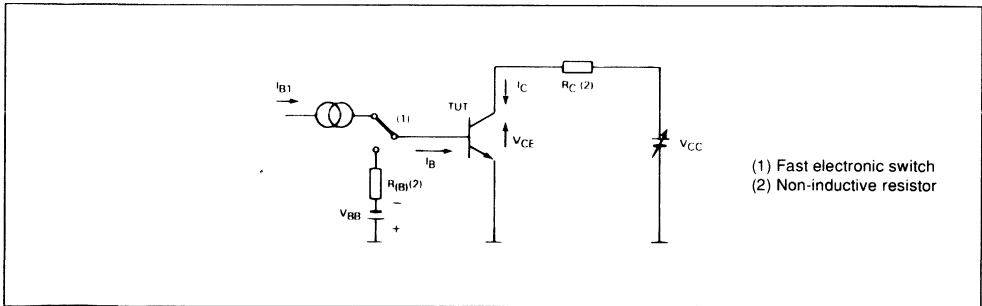 I_B1
(1)
TUT
I_C
R_C (2)
V_CE
V_CC
I_B
R_(B)(2)
V_BB
−
+
(1) Fast electronic switch
(2) Non-inductive resistor